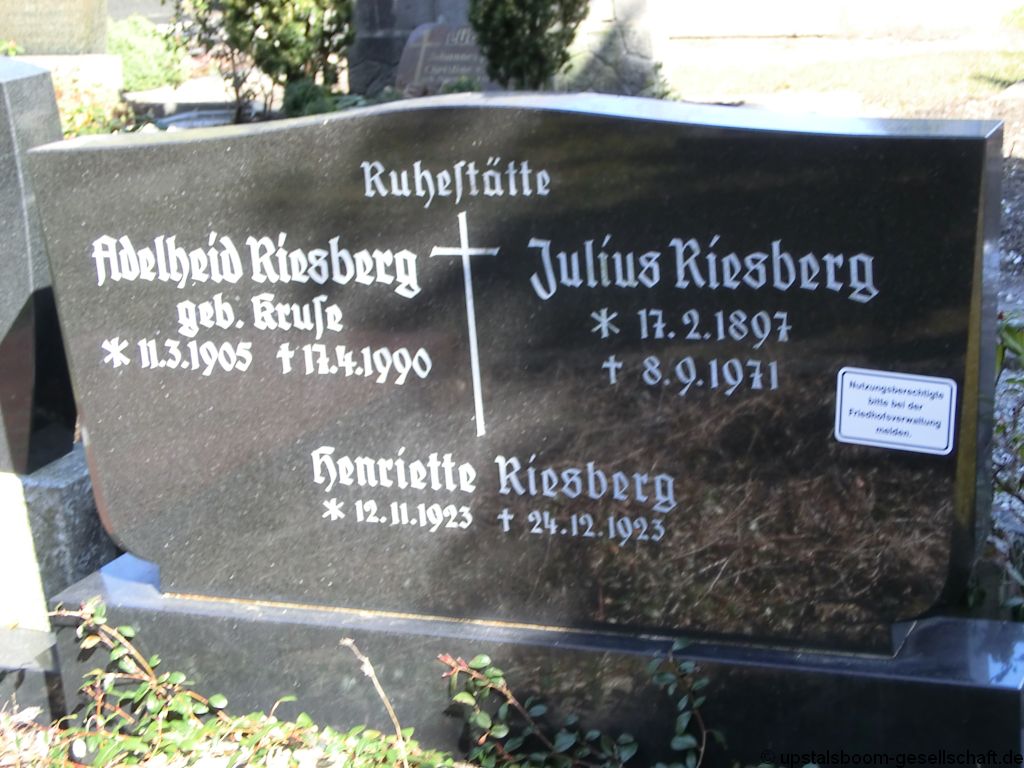 Ruheſtätte
Adelheid Riesberg
geb. Kruſe
* 11.3.1905 † 17.4.1990
Julius Riesberg
* 17.2.1897
† 8.9.1971
Nutzungsberechtigte
bitte bei der
Friedhofsverwaltung
melden.
Henriette Riesberg
* 12.11.1923 † 24.12.1923
© upstalsboom-gesellschaft.de